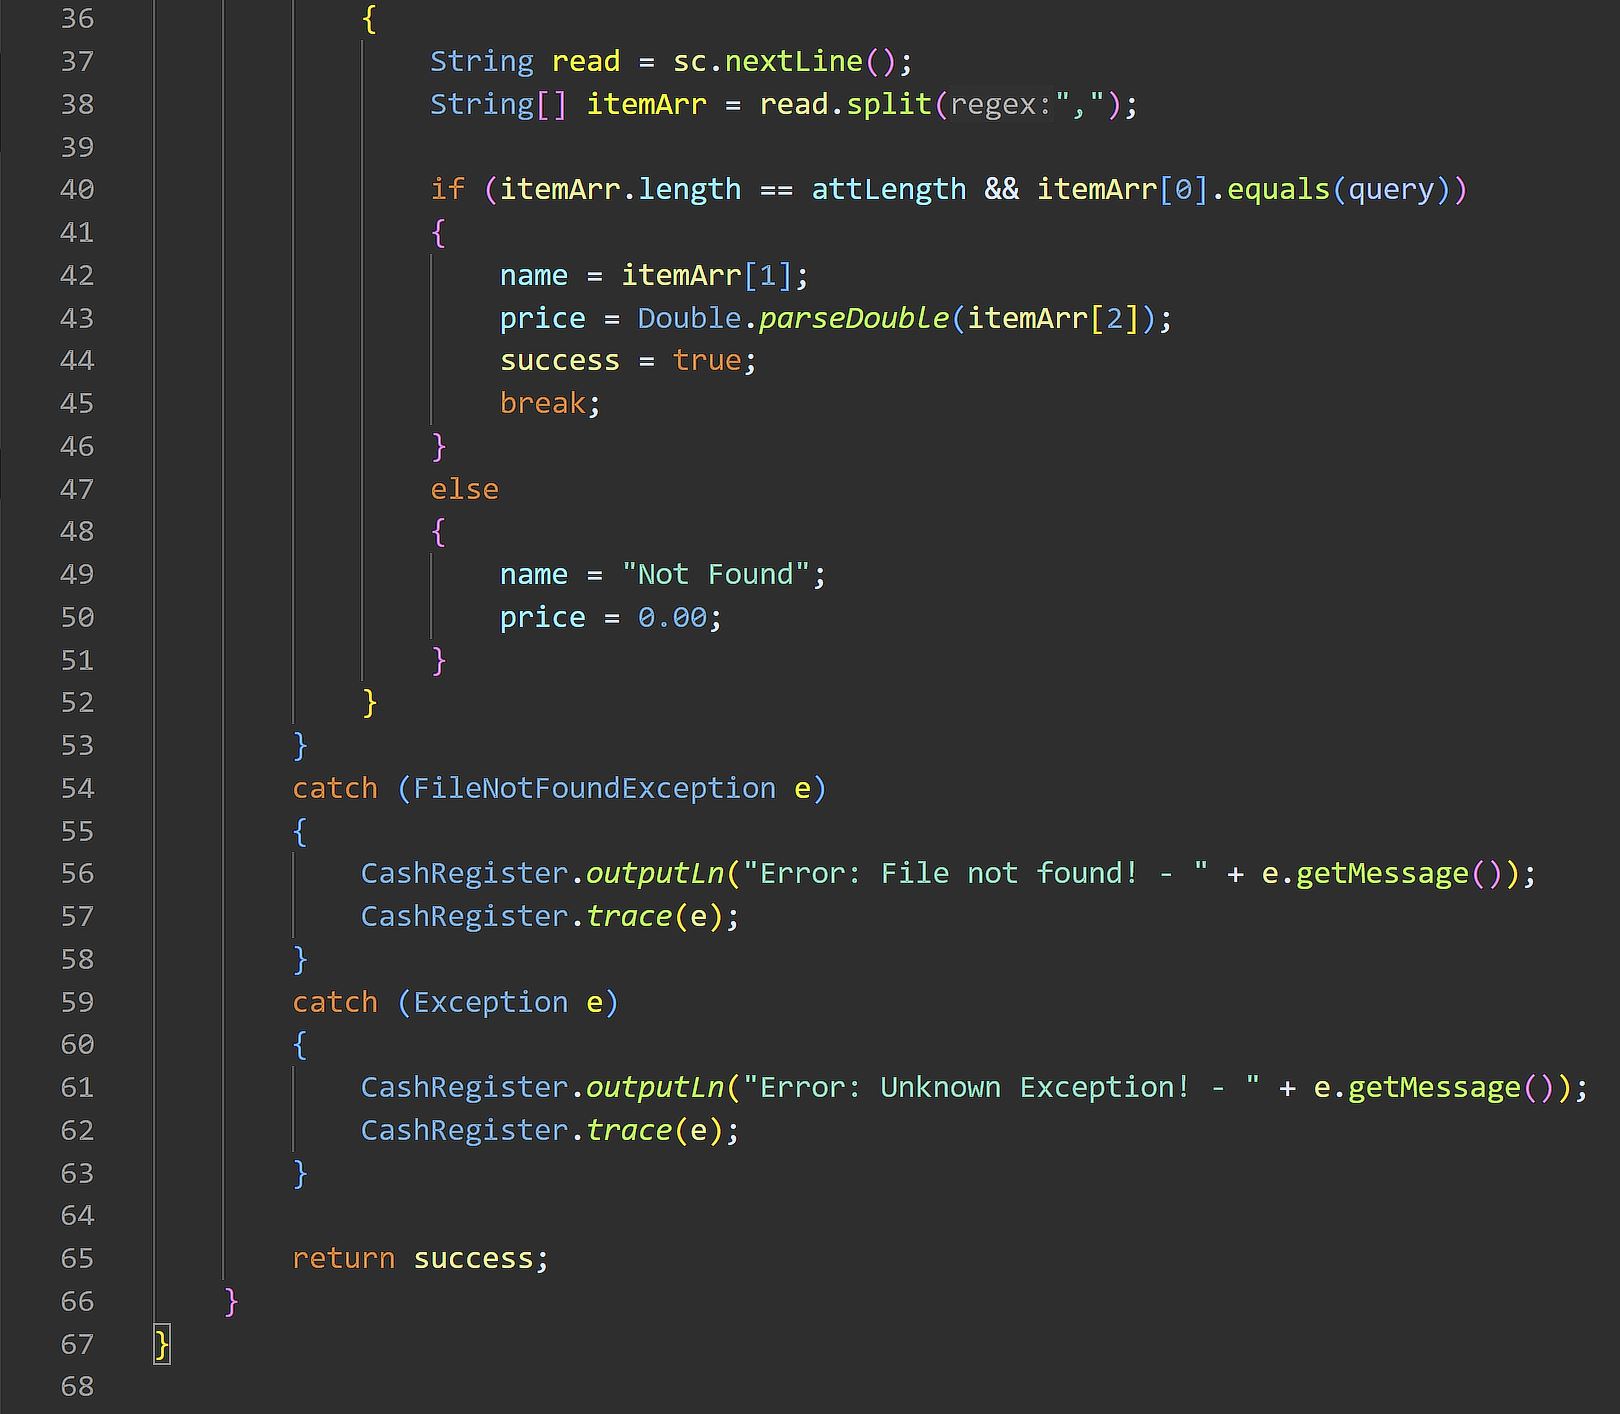 36 {
37 String read = sc.nextLine();
38 String[] itemArr = read.split(regex:",");
39
40 if (itemArr.length == attLength && itemArr[0].equals(query))
41 {
42 name = itemArr[1];
43 price = Double.parseDouble(itemArr[2]);
44 success = true;
45 break;
46 }
47 else
48 {
49 name = "Not Found";
50 price = 0.00;
51 }
52 }
53 }
54 catch (FileNotFoundException e)
55 {
56 CashRegister.outputLn("Error: File not found! - " + e.getMessage());
57 CashRegister.trace(e);
58 }
59 catch (Exception e)
60 {
61 CashRegister.outputLn("Error: Unknown Exception! - " + e.getMessage());
62 CashRegister.trace(e);
63 }
64
65 return success;
66 }
67 }
68